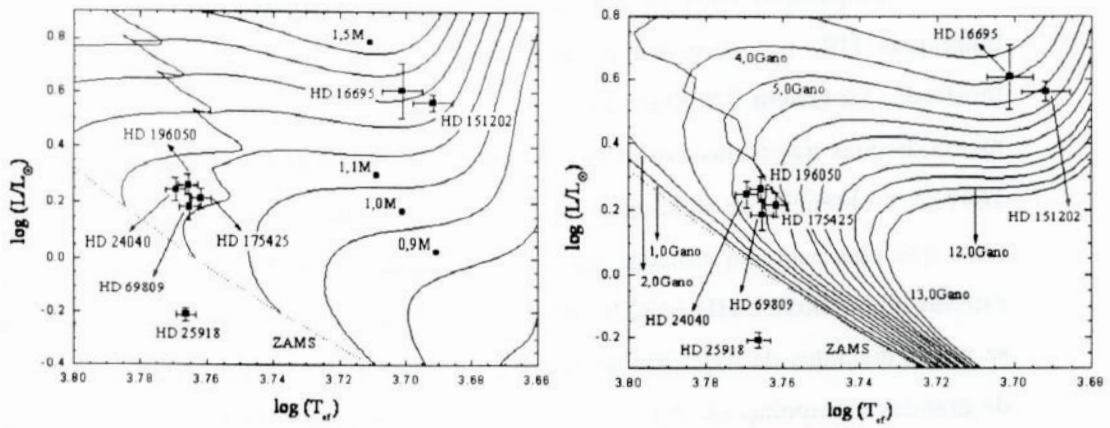 0.8
0.6
0.4
0.2
0.0
-0.2
-0.4
log (L/L☉)
1,5M
HD 16695
HD 151202
HD 196050
1,1M
1,0M
HD 24040
HD 175425
0,9M
HD 69809
HD 25918
ZAMS
3.80
3.78
3.76
3.74
3.72
3.70
3.68
3.66
log (Tef)
0.8
0.6
0.4
0.2
0.0
-0.2
log (L/L☉)
HD 16695
4,0Gano
5,0Gano
HD 196050
HD 175425
HD 151202
1,0Gano
2,0Gano
12,0Gano
HD 69809
13,0Gano
HD 24040
HD 25918
ZAMS
3.80
3.78
3.76
3.74
3.72
3.70
3.68
log (Tef)
de grand